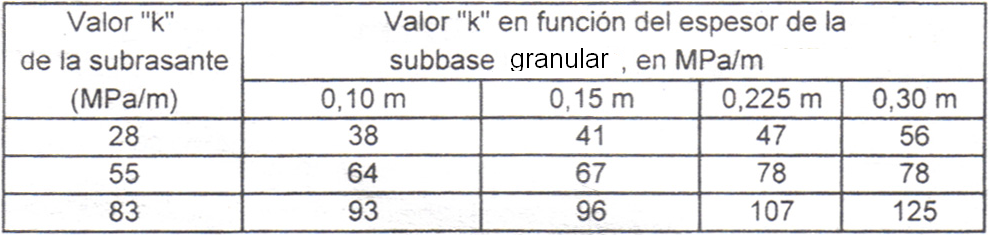 Valor "k" de la subrasante (MPa/m)
Valor "k" en función del espesor de la subbase granular , en MPa/m
0,10 m 0,15 m 0,225 m 0,30 m
28 38 41 47 56
55 64 67 78 78
83 93 96 107 125